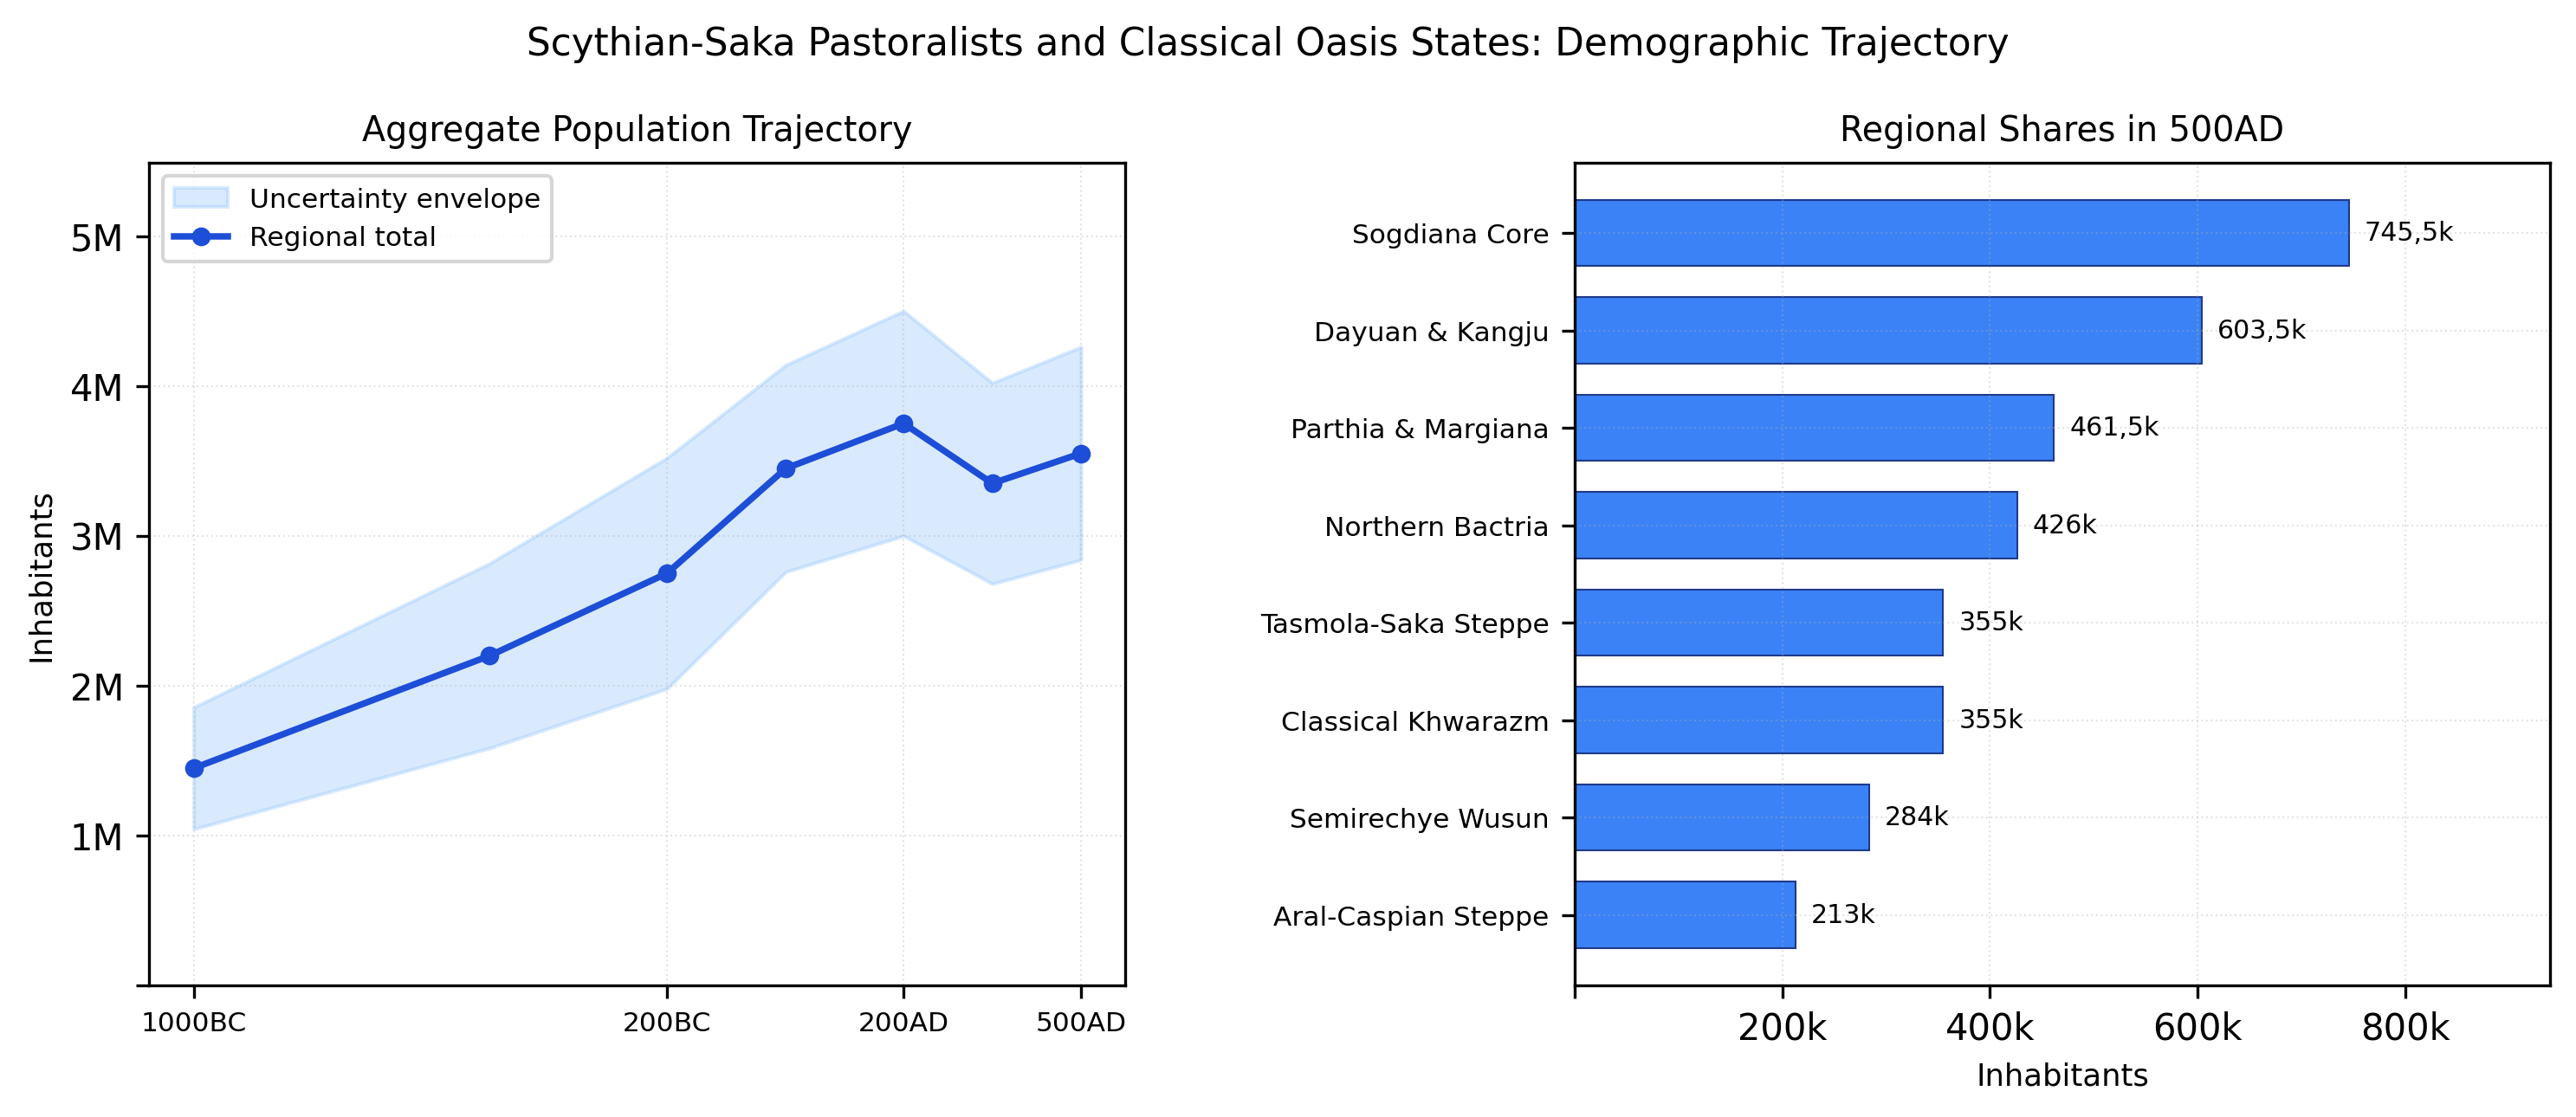 Scythian-Saka Pastoralists and Classical Oasis States: Demographic Trajectory
Aggregate Population Trajectory
Uncertainty envelope
Regional total
5M
4M
3M
2M
1M
Inhabitants
1000BC
200BC
200AD
500AD
Regional Shares in 500AD
Sogdiana Core
745,5k
Dayuan & Kangju
603,5k
Parthia & Margiana
461,5k
Northern Bactria
426k
Tasmola-Saka Steppe
355k
Classical Khwarazm
355k
Semirechye Wusun
284k
Aral-Caspian Steppe
213k
200k
400k
600k
800k
Inhabitants